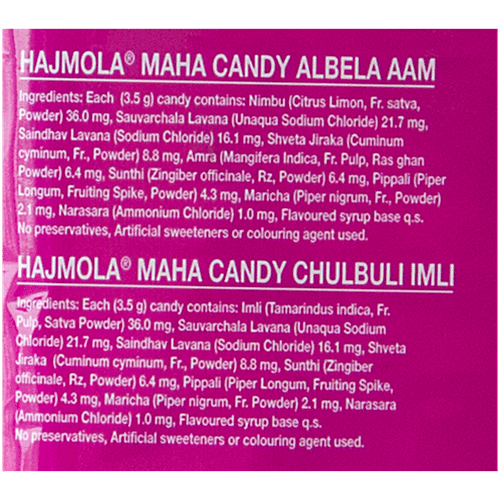 HAJMOLA® MAHA CANDY ALBELA AAM
Ingredients: Each (3.5 g) candy contains: Nimbu (Citrus Limon, Fr. satva,
Powder) 36.0 mg, Sauvarchala Lavana (Unaqua Sodium Chloride) 21.7 mg,
Saindhav Lavana (Sodium Chloride) 16.1 mg, Shveta Jiraka (Cuminum
cyminum, Fr., Powder) 8.8 mg, Amra (Mangifera Indica, Fr. Pulp, Ras ghan
Powder) 6.4 mg, Sunthi (Zingiber officinale, Rz, Powder) 6.4 mg, Pippali (Piper
Longum, Fruiting Spike, Powder) 4.3 mg, Maricha (Piper nigrum, Fr., Powder)
2.1 mg, Narasara (Ammonium Chloride) 1.0 mg, Flavoured syrup base q.s.
No preservatives, Artificial sweeteners or colouring agent used.
HAJMOLA® MAHA CANDY CHULBULI IMLI
Ingredients: Each (3.5 g) candy contains: Imli (Tamarindus indica, Fr.
Pulp, Satva Powder) 36.0 mg, Sauvarchala Lavana (Unaqua Sodium
Chloride) 21.7 mg, Saindhav Lavana (Sodium Chloride) 16.1 mg, Shveta
Jiraka (Cuminum cyminum, Fr., Powder) 8.8 mg, Sunthi (Zingiber
officinale, Rz, Powder) 6.4 mg, Pippali (Piper Longum, Fruiting Spike,
Powder) 4.3 mg, Maricha (Piper nigrum, Fr. Powder) 2.1 mg, Narasara
(Ammonium Chloride) 1.0 mg, Flavoured syrup base q.s.
No preservatives, Artificial sweeteners or colouring agent used.